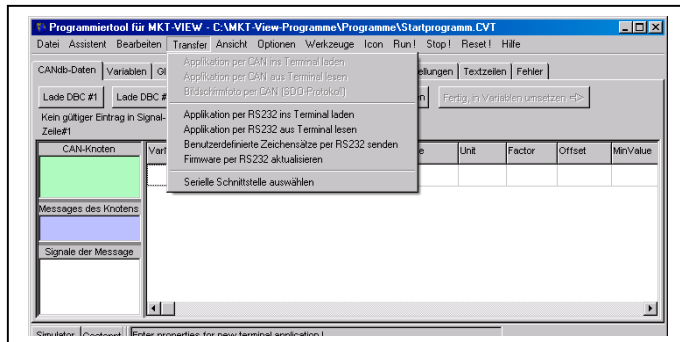 Programmiertool für MKT-VIEW - C:\MKT-View-Programme\Programme\Startprogramm.CVT
Datei Assistent Bearbeiten Transfer Ansicht Optionen Werkzeuge Icon Run! Stop! Reset! Hilfe
Applikation per CAN ins Terminal laden
Applikation per CAN aus Terminal lesen
Bildschirmfoto per CAN (SDO-Protokoll)
Applikation per RS232 ins Terminal laden
Applikation per RS232 aus Terminal lesen
Benutzerdefinierte Zeichensätze per RS232 senden
Firmware per RS232 aktualisieren
Serielle Schnittstelle auswählen
CANdb-Daten Variablen Textzeilen Fehler
Lade DBC #1 Lade DBC # Fertig, in Variablen umsetzen =>
Kein gültiger Eintrag in Signal-
Zeile#1
CAN-Knoten Unit Factor Offset MinValue
Messages des Knotens
Signale der Message
Simulator Gestoppt Enter properties for new terminal application !